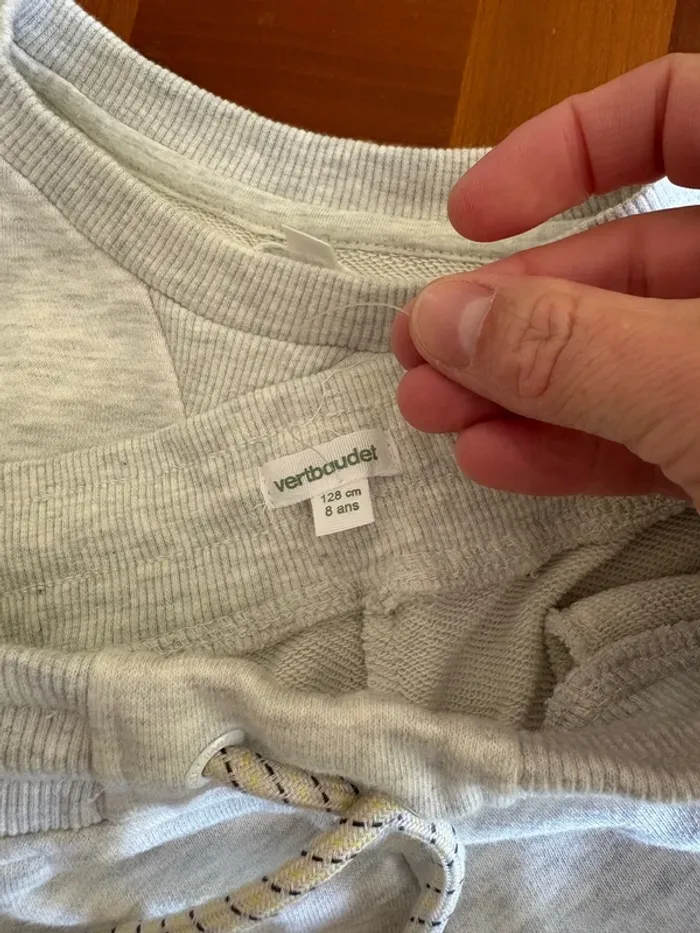 vertbaudet
128 cm
8 ans